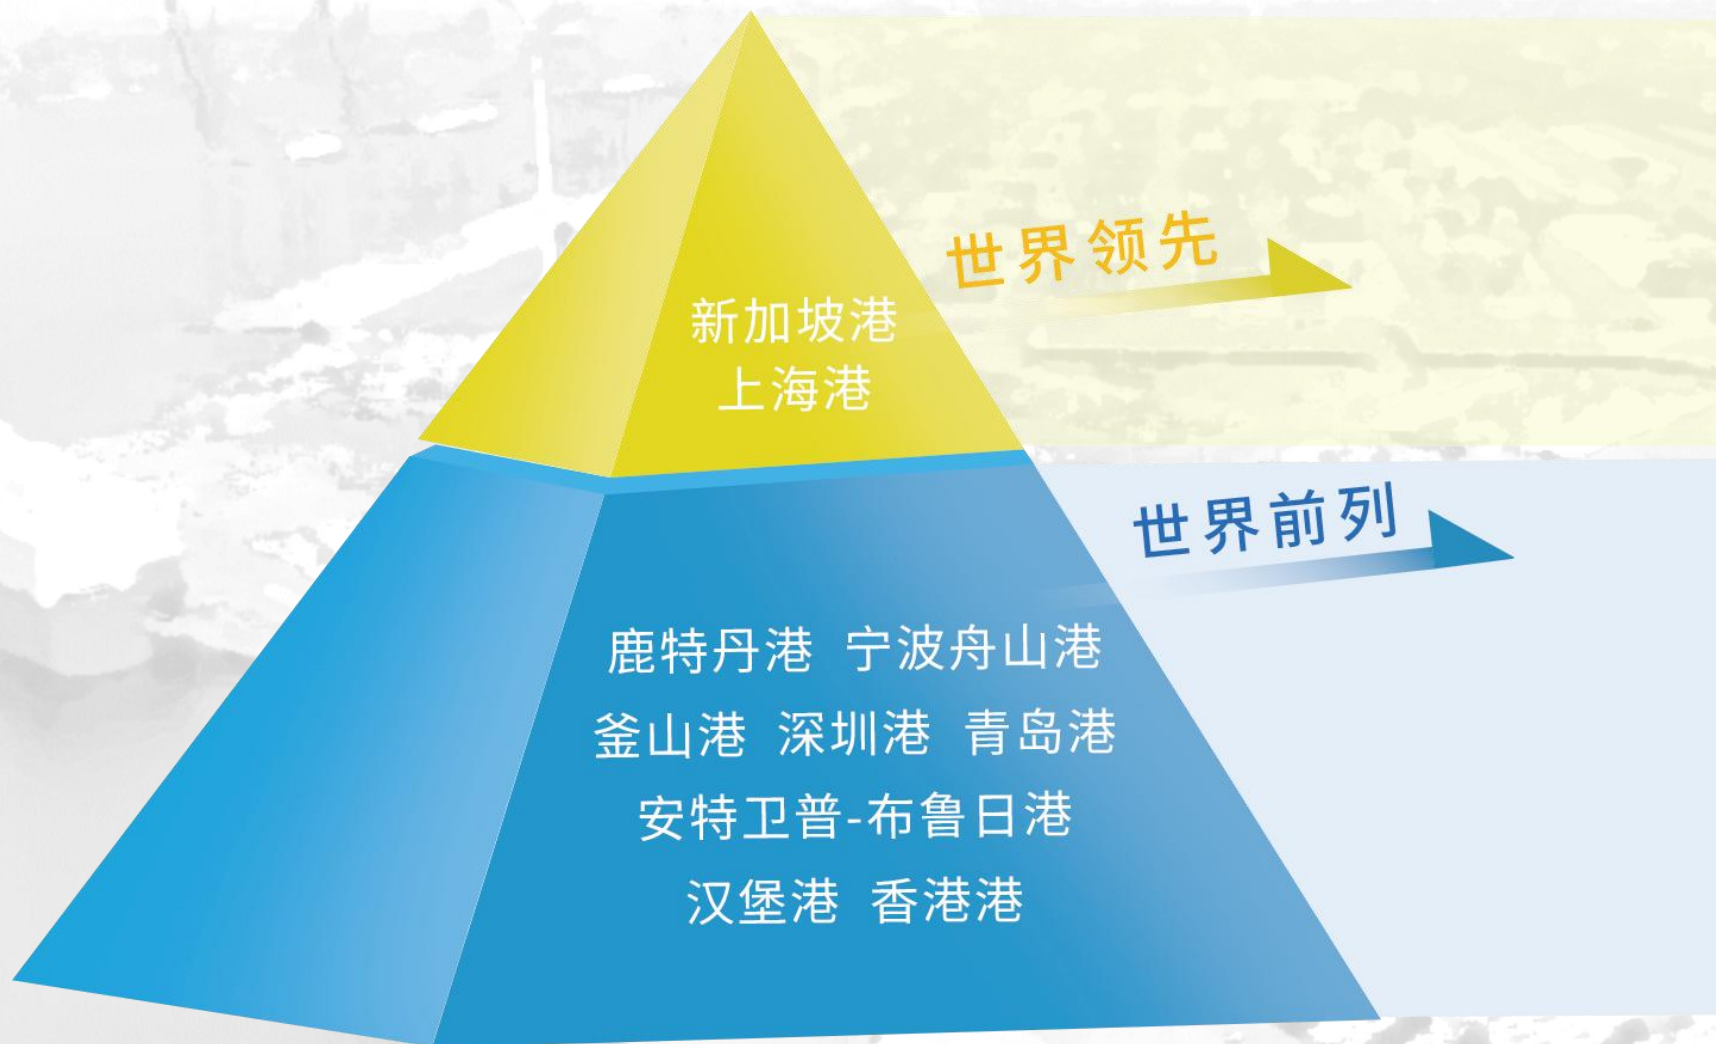 世界领先
新加坡港
上海港
世界前列
鹿特丹港 宁波舟山港
釜山港 深圳港 青岛港
安特卫普-布鲁日港
汉堡港 香港港